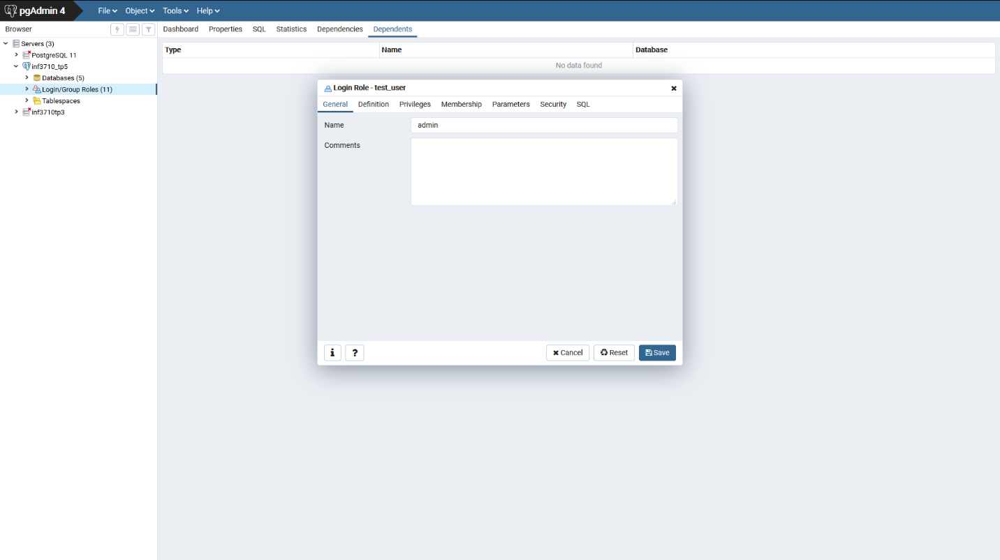 pgAdmin 4 File Object Tools Help
Browser
Dashboard Properties SQL Statistics Dependencies Dependents
Servers (3)
PostgreSQL 11
inf3710_tp5
Databases (5)
Login/Group Roles (11)
Tablespaces
inf3710tp3
Type Name Database
No data found
Login Role - test_user
General Definition Privileges Membership Parameters Security SQL
Name admin
Comments
i ? Cancel Reset Save